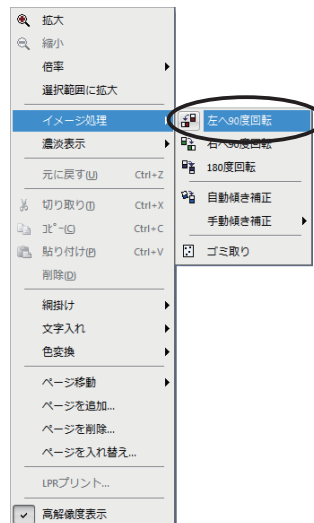 拡大
縮小
倍率
選択範囲に拡大
イメージ処理
濃淡表示
元に戻す(U) Ctrl+Z
切り取り(T) Ctrl+X
ｺﾋﾟｰ(C) Ctrl+C
貼り付け(P) Ctrl+V
削除(D)
網掛け
文字入れ
色変換
ページ移動
ページを追加...
ページを削除...
ページを入れ替え...
LPRプリント...
高解像度表示
左へ90度回転
右へ90度回転
180度回転
自動傾き補正
手動傾き補正
ゴミ取り